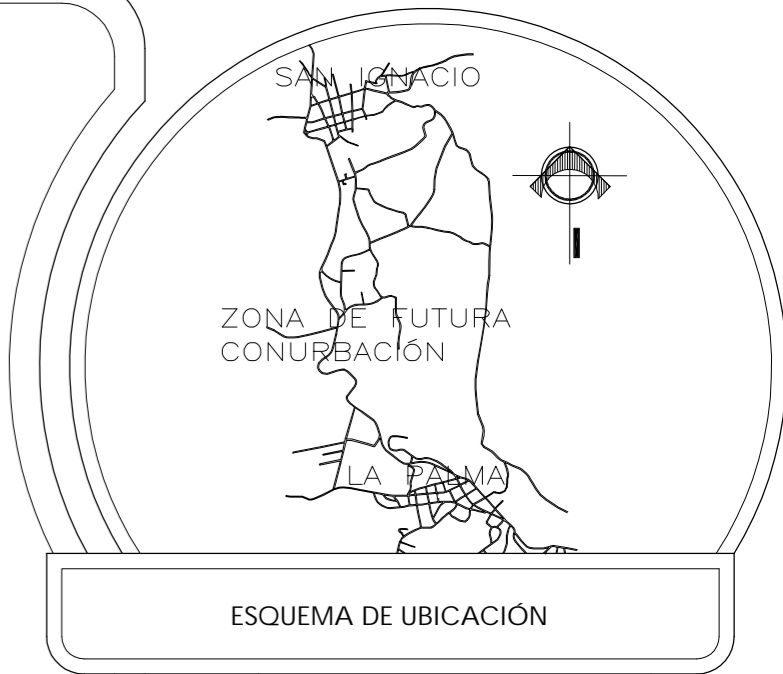 SAN IGNACIO
ZONA DE FUTURA
CONURBACIÓN
LA PALMA
ESQUEMA DE UBICACIÓN